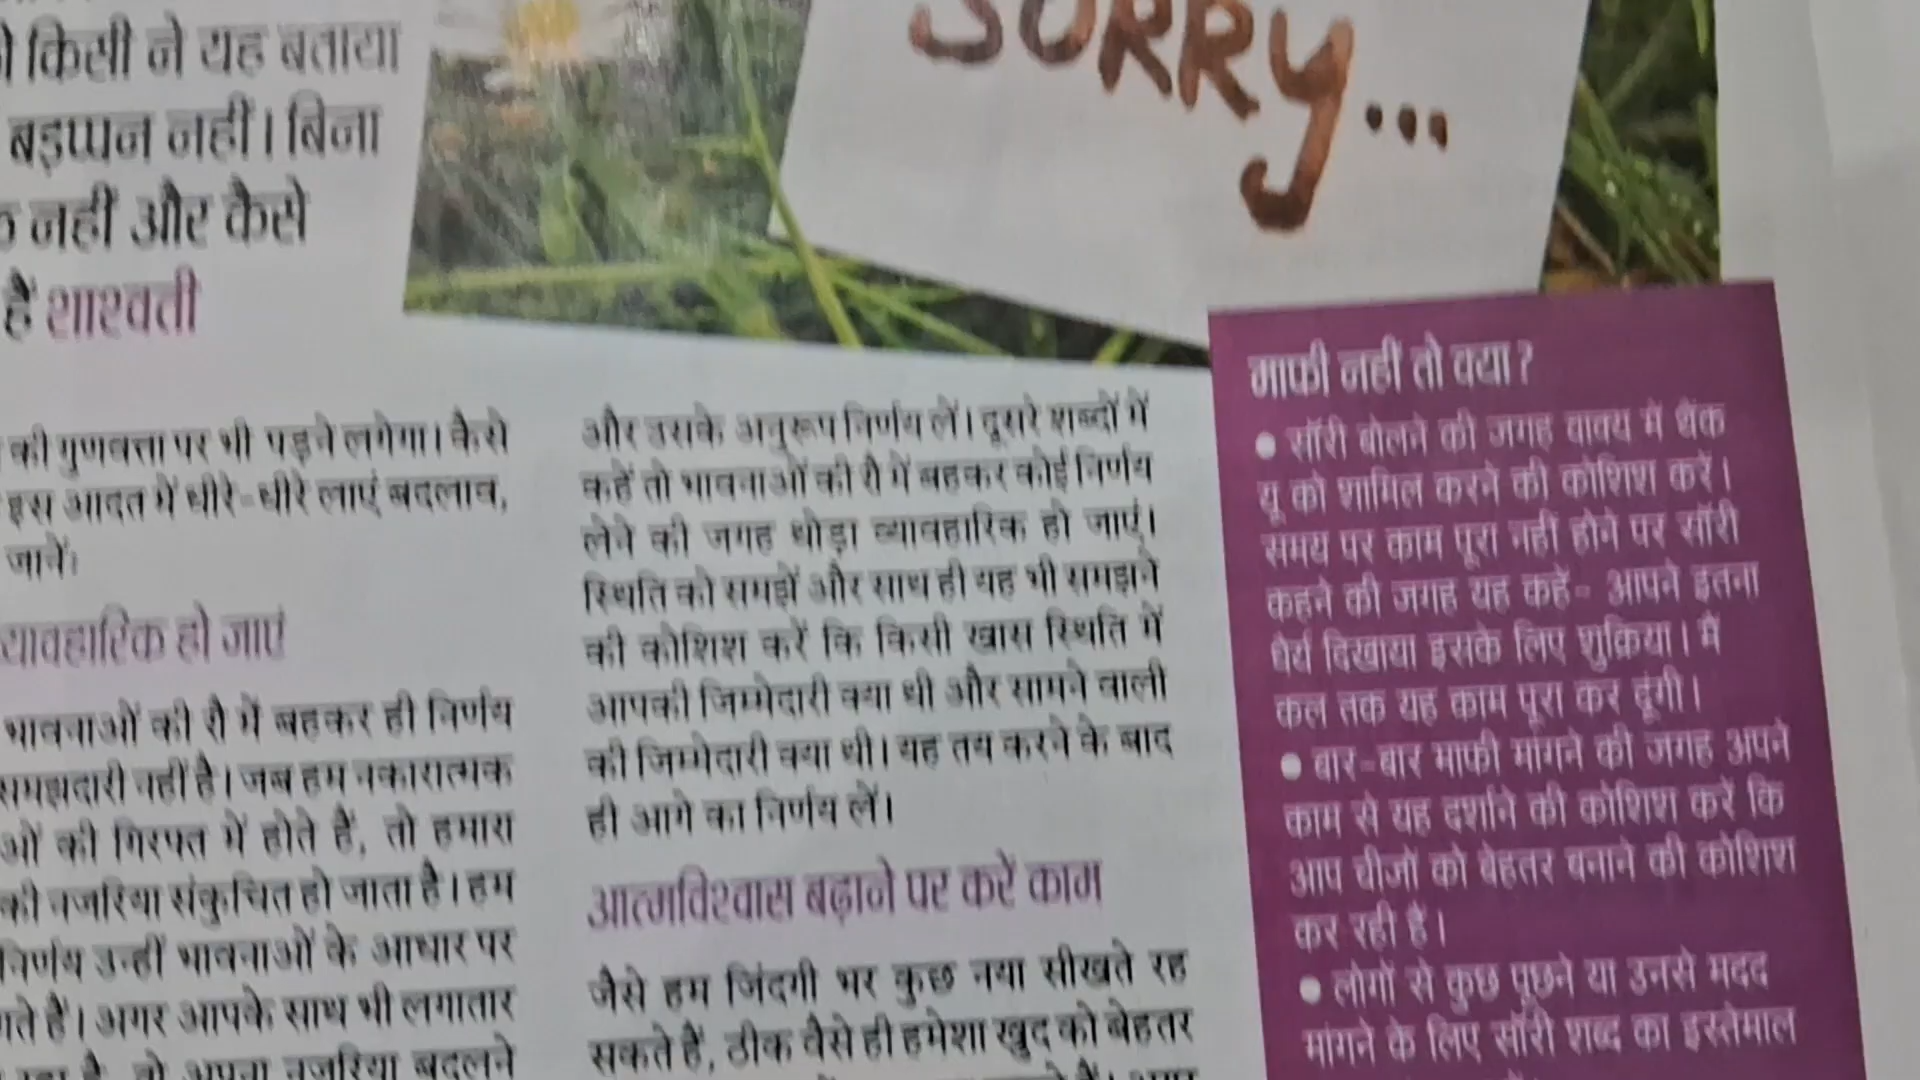 किसी ने यह बताया
बड़प्पन नहीं। बिना
नहीं और कैसे
हैं शाश्वती
SORRY...
की गुणवत्ता पर भी पड़ने लगेगा। कैसे
इस आदत में धीरे-धीरे लाएं बदलाव,
जानें:
व्यावहारिक हो जाएं
भावनाओं की रौ में बहकर ही निर्णय
समझदारी नहीं है। जब हम नकारात्मक
ओं की गिरफ्त में होते हैं, तो हमारा
की नजरिया संकुचित हो जाता है। हम
निर्णय उन्हीं भावनाओं के आधार पर
हैं। अगर आपके साथ भी लगातार
है, तो अपना नजरिया बदलने
और उसके अनुरूप निर्णय लें। दूसरे शब्दों में
कहें तो भावनाओं की रौ में बहकर कोई निर्णय
लेने की जगह थोड़ा व्यावहारिक हो जाएं।
स्थिति को समझें और साथ ही यह भी समझने
की कोशिश करें कि किसी खास स्थिति में
आपकी जिम्मेदारी क्या थी और सामने वाली
की जिम्मेदारी क्या थी। यह तय करने के बाद
ही आगे का निर्णय लें।
आत्मविश्वास बढ़ाने पर करें काम
जैसे हम जिंदगी भर कुछ नया सीखते रह
सकते हैं, ठीक वैसे ही हमेशा खुद को बेहतर
माफी नहीं तो क्या?
● सॉरी बोलने की जगह वाक्य में थैंक
यू को शामिल करने की कोशिश करें।
समय पर काम पूरा नहीं होने पर सॉरी
कहने की जगह यह कहें- आपने इतना
धैर्य दिखाया इसके लिए शुक्रिया। मैं
कल तक यह काम पूरा कर दूंगी।
● बार-बार माफी मांगने की जगह अपने
काम से यह दर्शाने की कोशिश करें कि
आप चीजों को बेहतर बनाने की कोशिश
कर रही हैं।
● लोगों से कुछ पूछने या उनसे मदद
मांगने के लिए सॉरी शब्द का इस्तेमाल